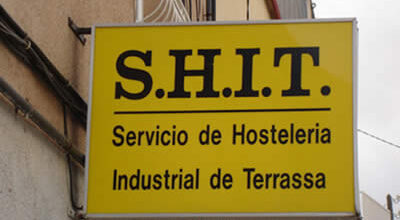 S.H.I.T.
Servicio de Hosteleria
Industrial de Terrassa